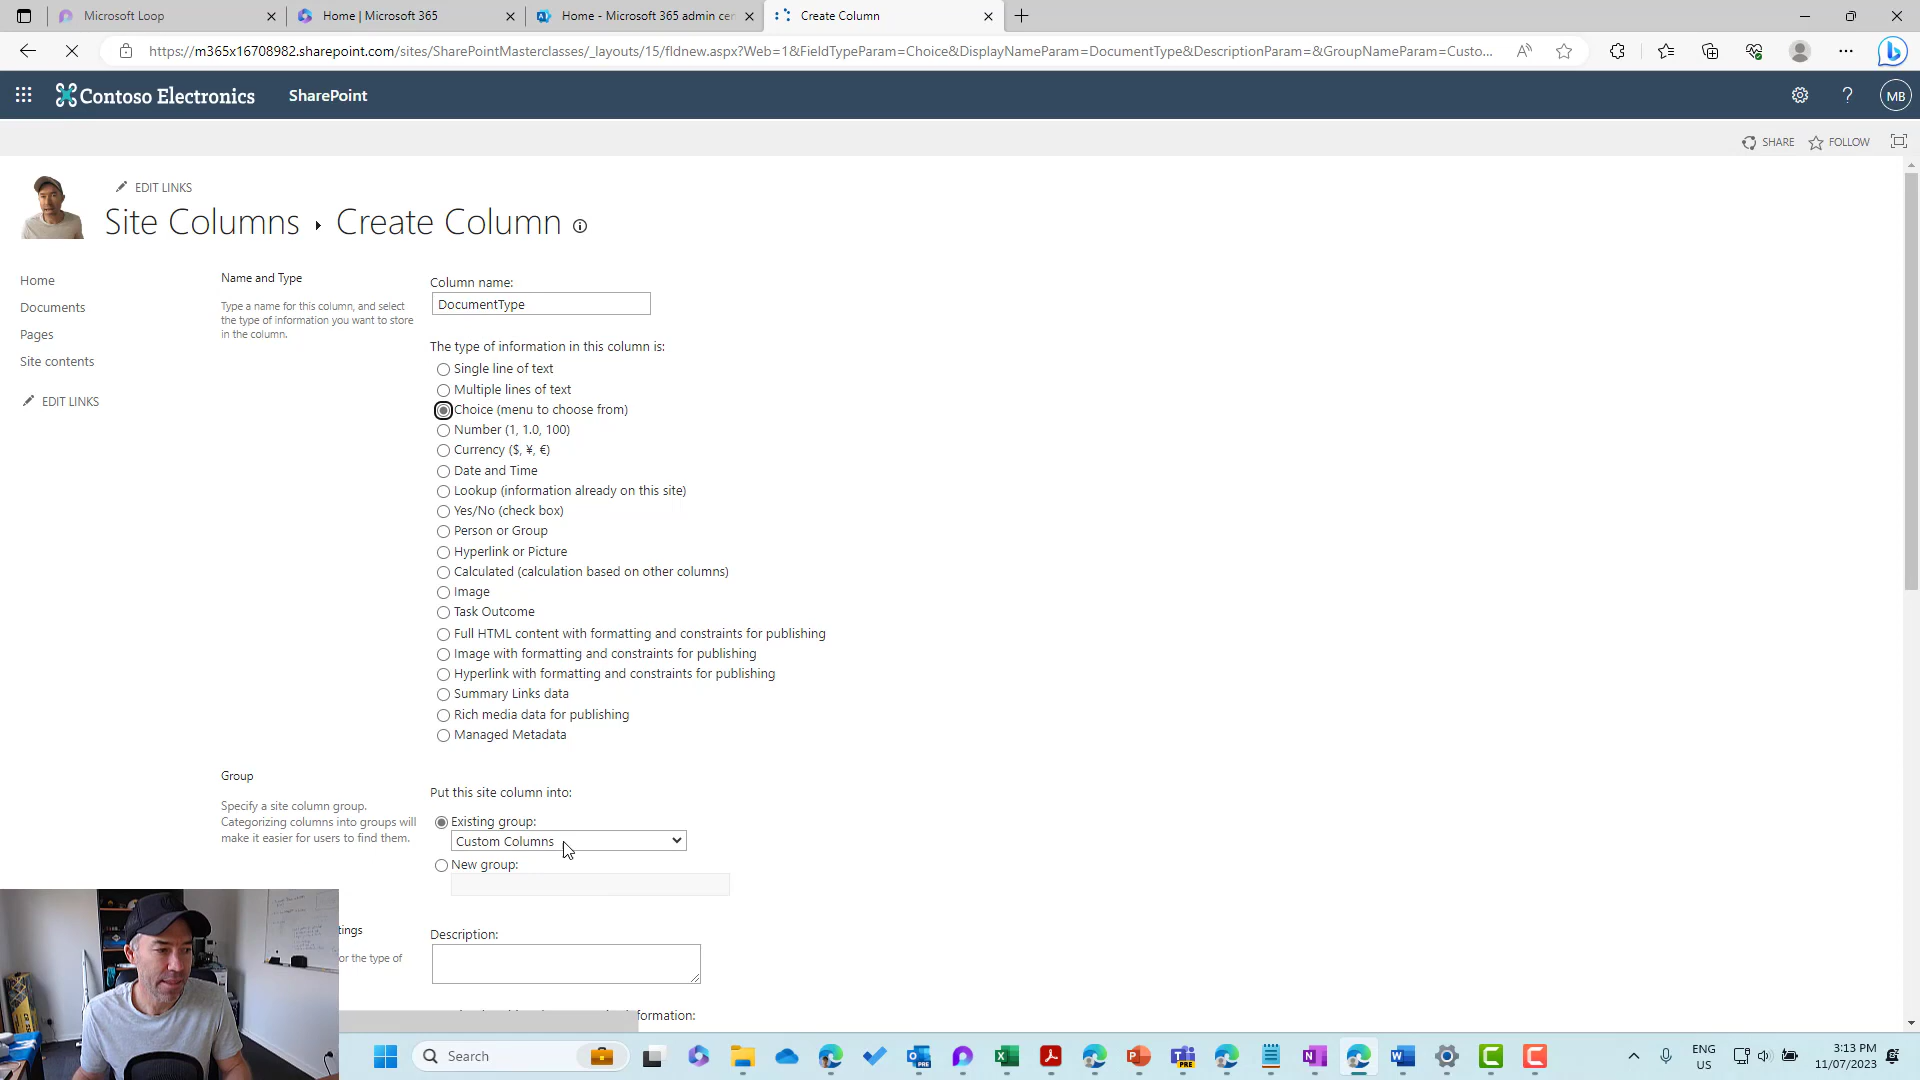 Microsoft Loop
Home | Microsoft 365
Home - Microsoft 365 admin cer
Create Column
https://m365x16708982.sharepoint.com/sites/SharePointMasterclasses/_layouts/15/fldnew.aspx?Web=1&FieldTypeParam=Choice&DisplayNameParam=DocumentType&DescriptionParam=&GroupNameParam=Custo...
Contoso Electronics
SharePoint
MB
SHARE
FOLLOW
EDIT LINKS
Site Columns ▸ Create Column
Home
Documents
Pages
Site contents
EDIT LINKS
Name and Type
Type a name for this column, and select
the type of information you want to store
in the column.
Column name:
DocumentType
The type of information in this column is:
Single line of text
Multiple lines of text
Choice (menu to choose from)
Number (1, 1.0, 100)
Currency ($, ¥, €)
Date and Time
Lookup (information already on this site)
Yes/No (check box)
Person or Group
Hyperlink or Picture
Calculated (calculation based on other columns)
Image
Task Outcome
Full HTML content with formatting and constraints for publishing
Image with formatting and constraints for publishing
Hyperlink with formatting and constraints for publishing
Summary Links data
Rich media data for publishing
Managed Metadata
Group
Specify a site column group.
Categorizing columns into groups will
make it easier for users to find them.
Put this site column into:
Existing group:
Custom Columns
New group:
tings
or the type of
Description:
formation:
Search
ENG
US
3:13 PM
11/07/2023